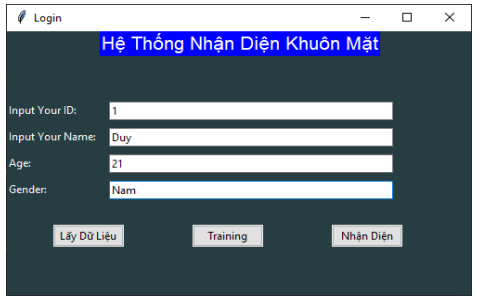 Login
Hệ Thống Nhận Diện Khuôn Mặt
Input Your ID: 1
Input Your Name: Duy
Age: 21
Gender: Nam
Lấy Dữ Liệu Training Nhận Diện